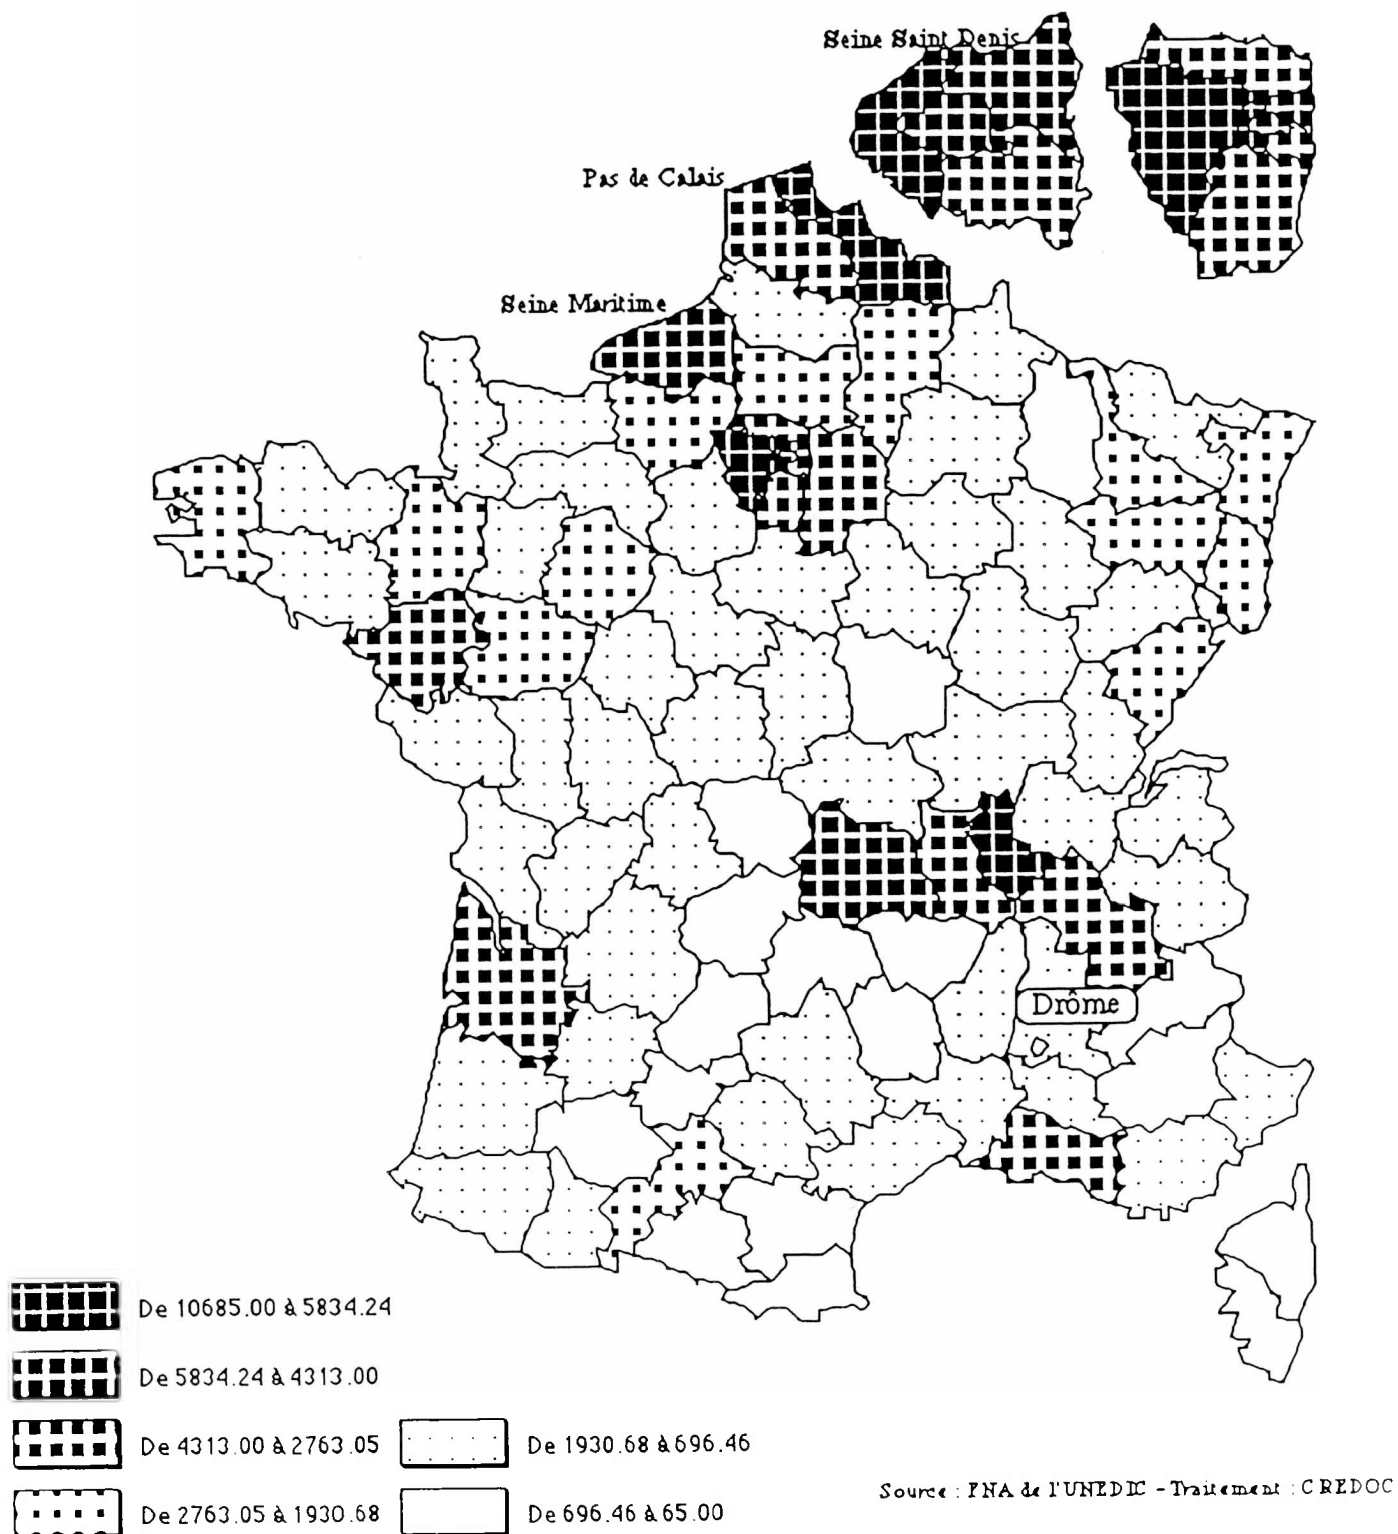 Seine Saint Denis
Pas de Calais
Seine Maritime
Drôme
De 10685.00 à 5834.24
De 5834.24 à 4313.00
De 4313.00 à 2763.05
De 1930.68 à 696.46
De 2763.05 à 1930.68
De 696.46 à 65.00
Source : FNA de l'UNEDIC - Traitement : CREDOC